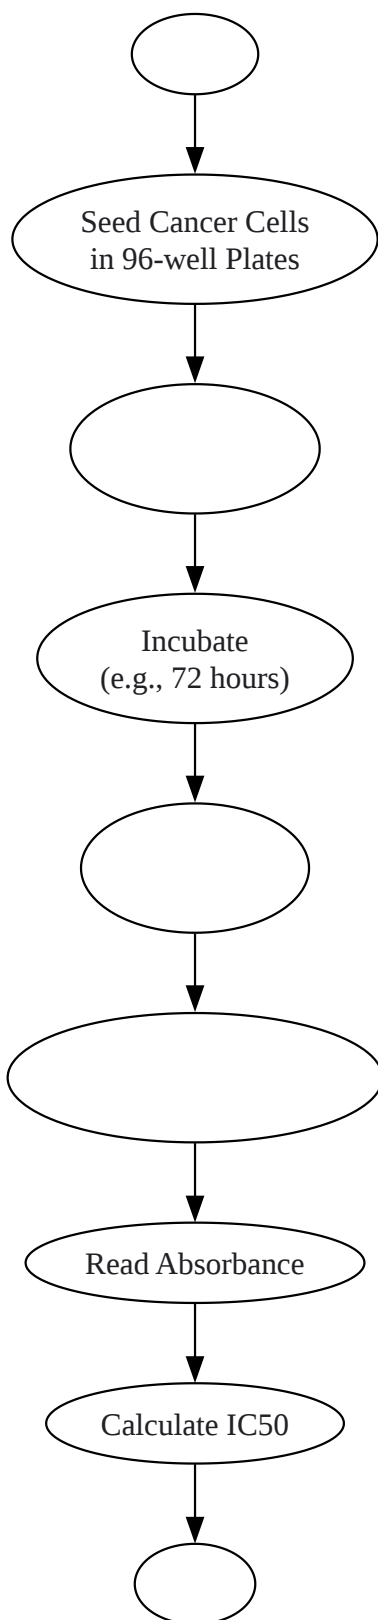 Seed Cancer Cells
in 96-well Plates
Incubate
(e.g., 72 hours)
Read Absorbance
Calculate IC50